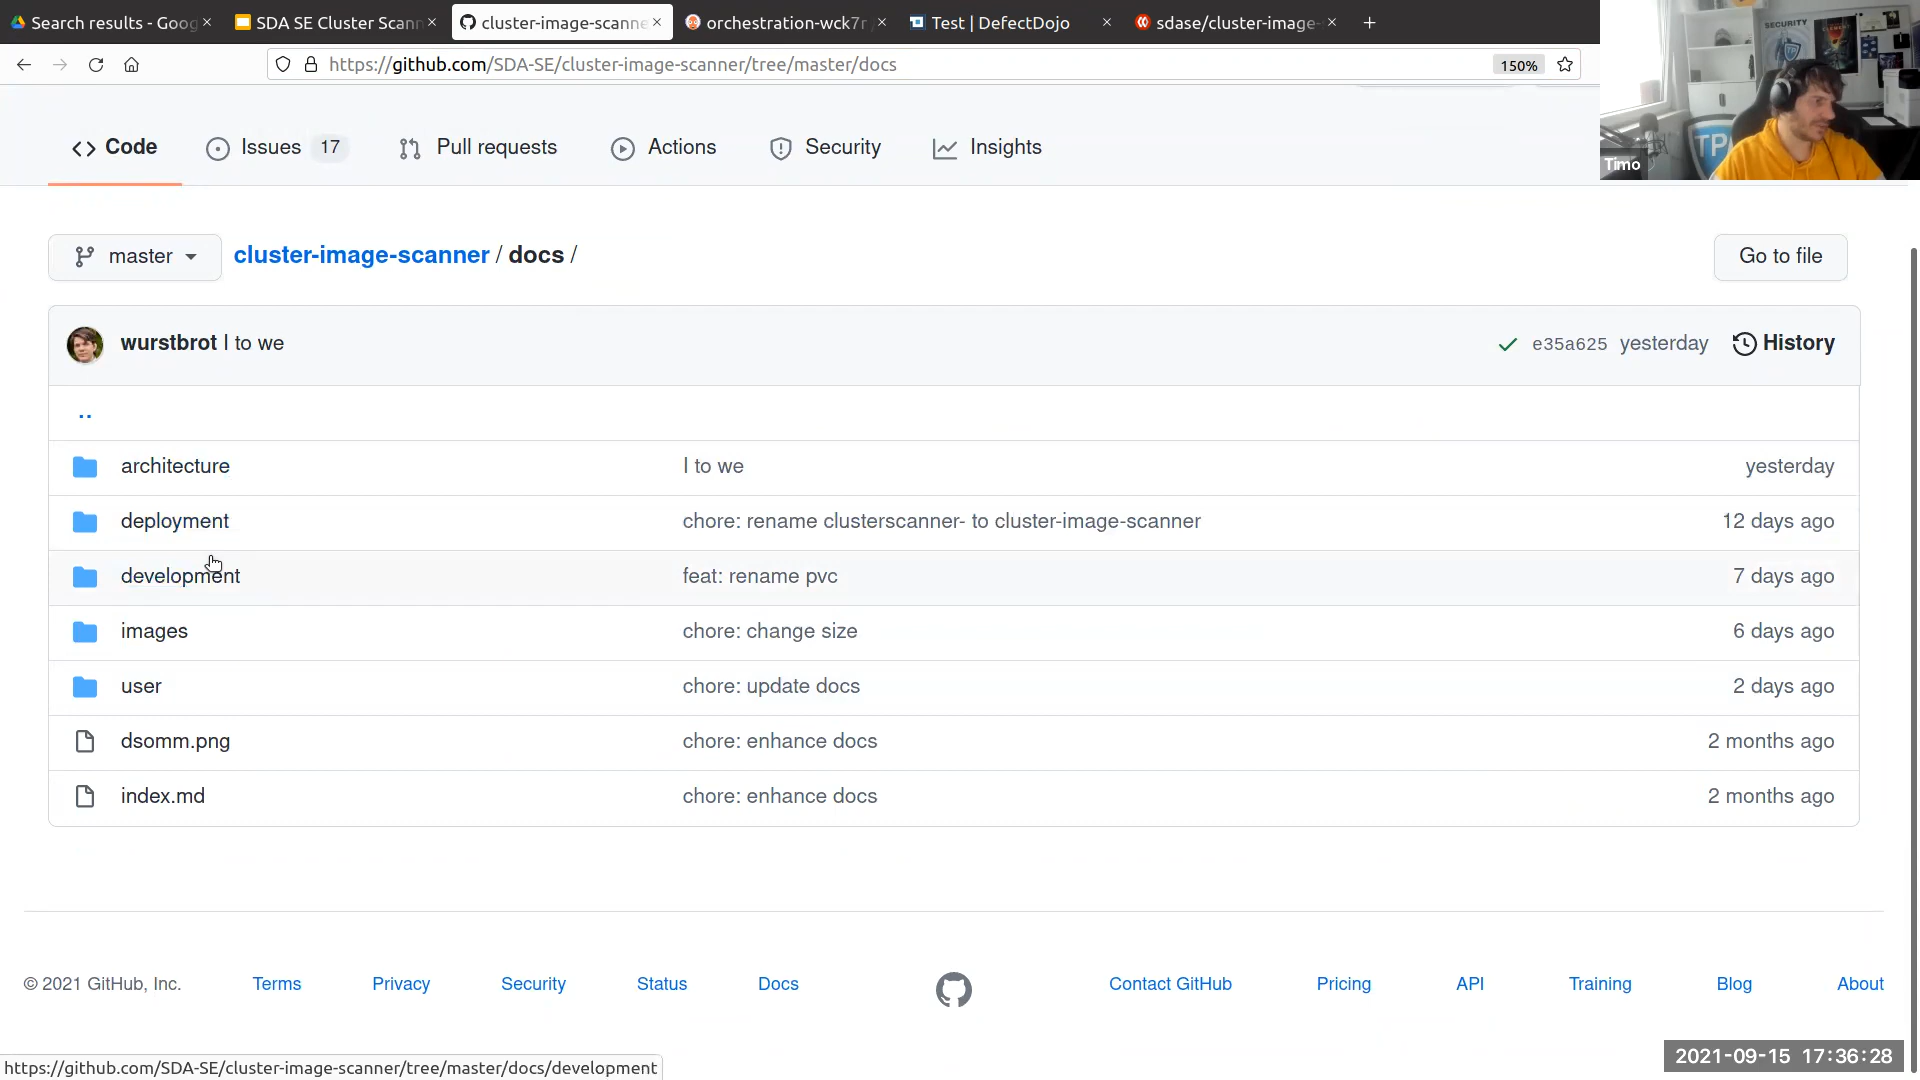 Search results - Goog
SDA SE Cluster Scann
cluster-image-scanne
orchestration-wck7r
Test | DefectDojo
sdase/cluster-image-
https://github.com/SDA-SE/cluster-image-scanner/tree/master/docs
150%
SECURITY
TP
Timo
Code
Issues 17
Pull requests
Actions
Security
Insights
master
cluster-image-scanner / docs /
Go to file
wurstbrot I to we
e35a625 yesterday
History
..
architecture I to we yesterday
deployment chore: rename clusterscanner- to cluster-image-scanner 12 days ago
development feat: rename pvc 7 days ago
images chore: change size 6 days ago
user chore: update docs 2 days ago
dsomm.png chore: enhance docs 2 months ago
index.md chore: enhance docs 2 months ago
© 2021 GitHub, Inc. Terms Privacy Security Status Docs Contact GitHub Pricing API Training Blog About
https://github.com/SDA-SE/cluster-image-scanner/tree/master/docs/development
2021-09-15 17:36:28